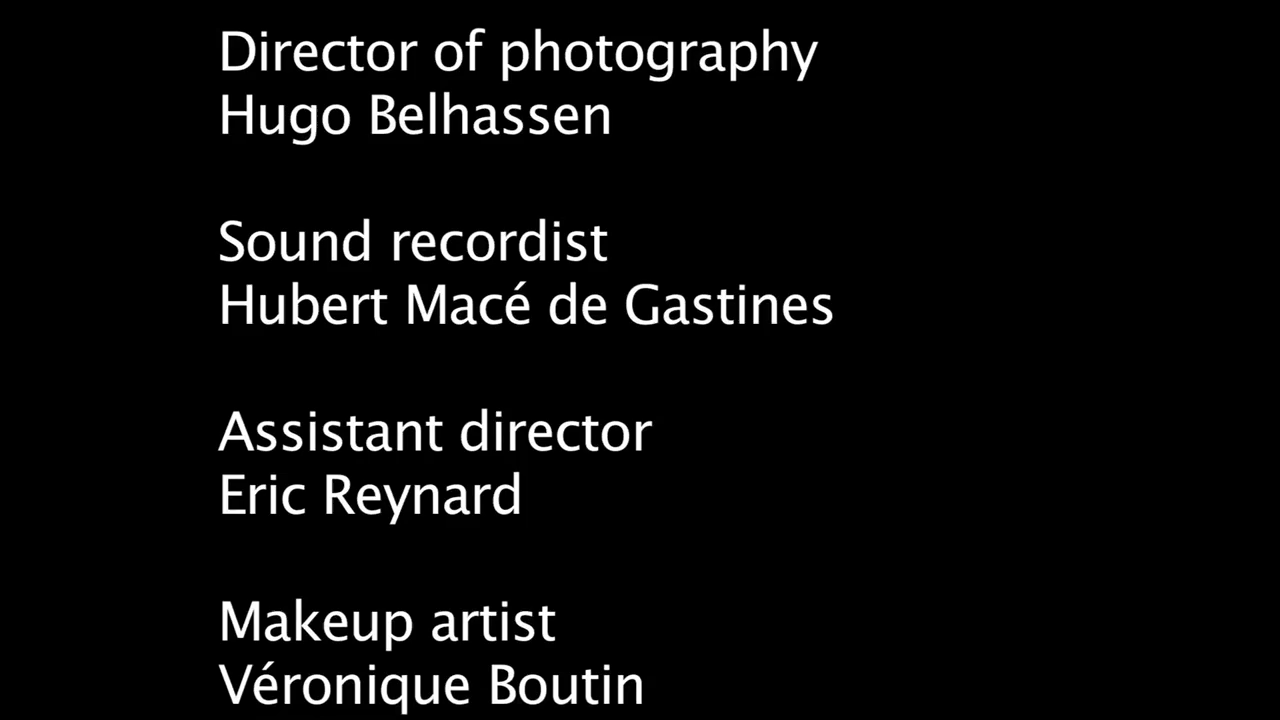 Director of photography
Hugo Belhassen
Sound recordist
Hubert Macé de Gastines
Assistant director
Eric Reynard
Makeup artist
Véronique Boutin